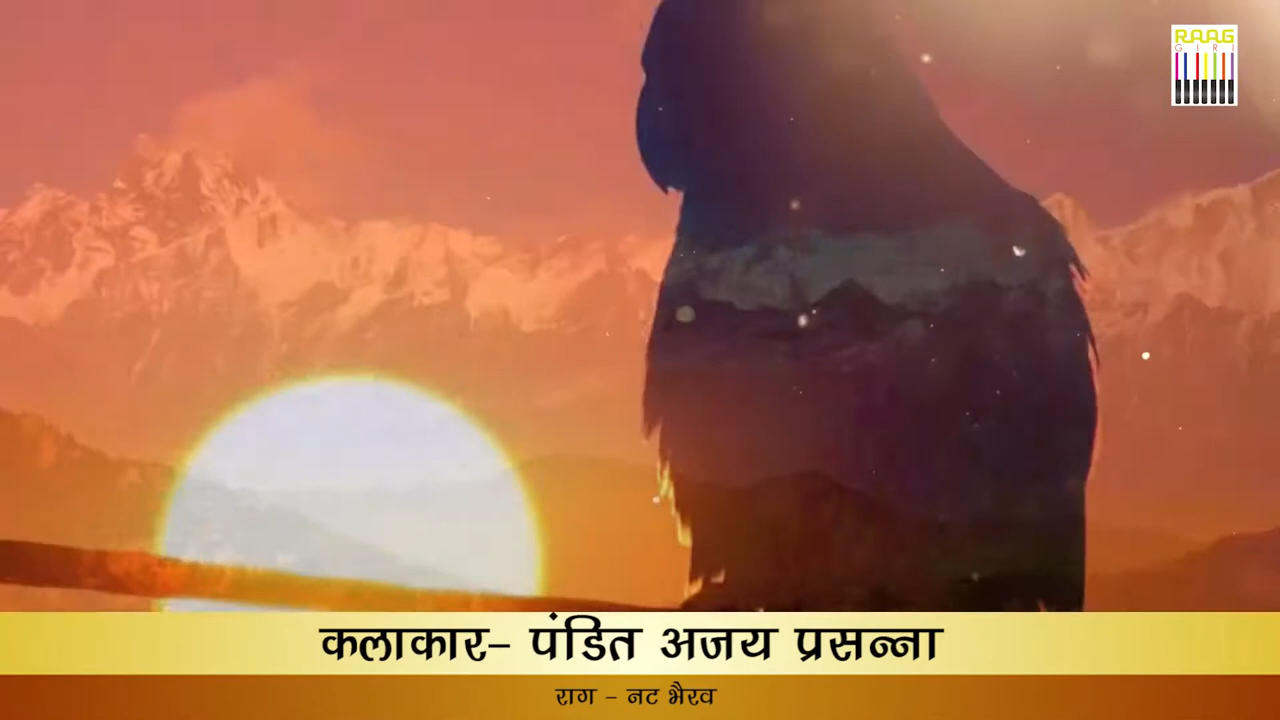 RAAG
GIRI
कलाकार– पंडित अजय प्रसन्ना
राग – नट भैरव